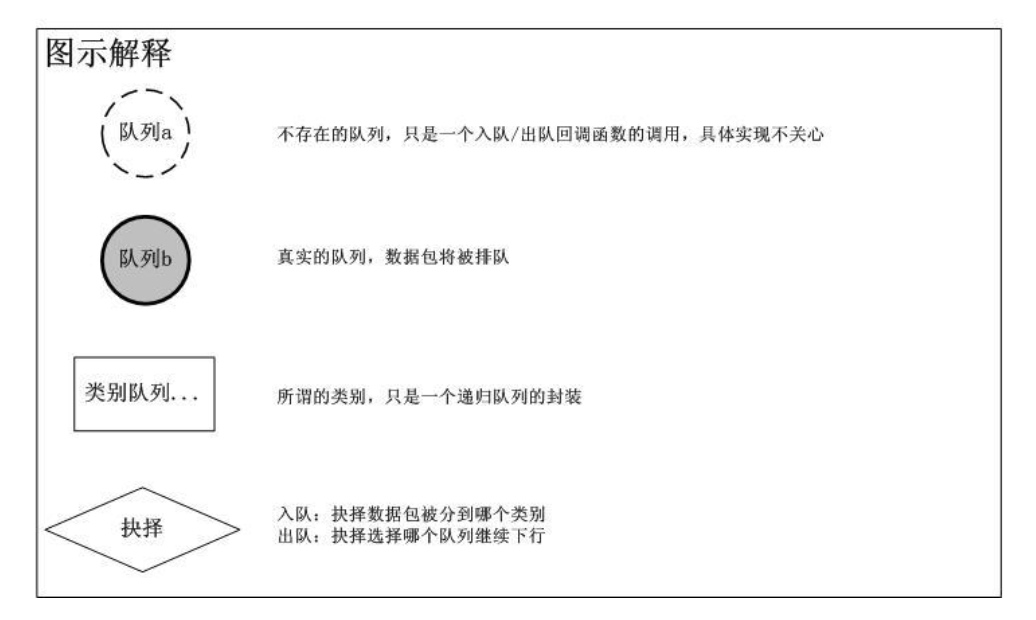 图示解释
队列a
不存在的队列，只是一个入队/出队回调函数的调用，具体实现不关心
队列b
真实的队列，数据包将被排队
类别队列...
所谓的类别，只是一个递归队列的封装
抉择
入队：抉择数据包被分到哪个类别
出队：抉择选择哪个队列继续下行